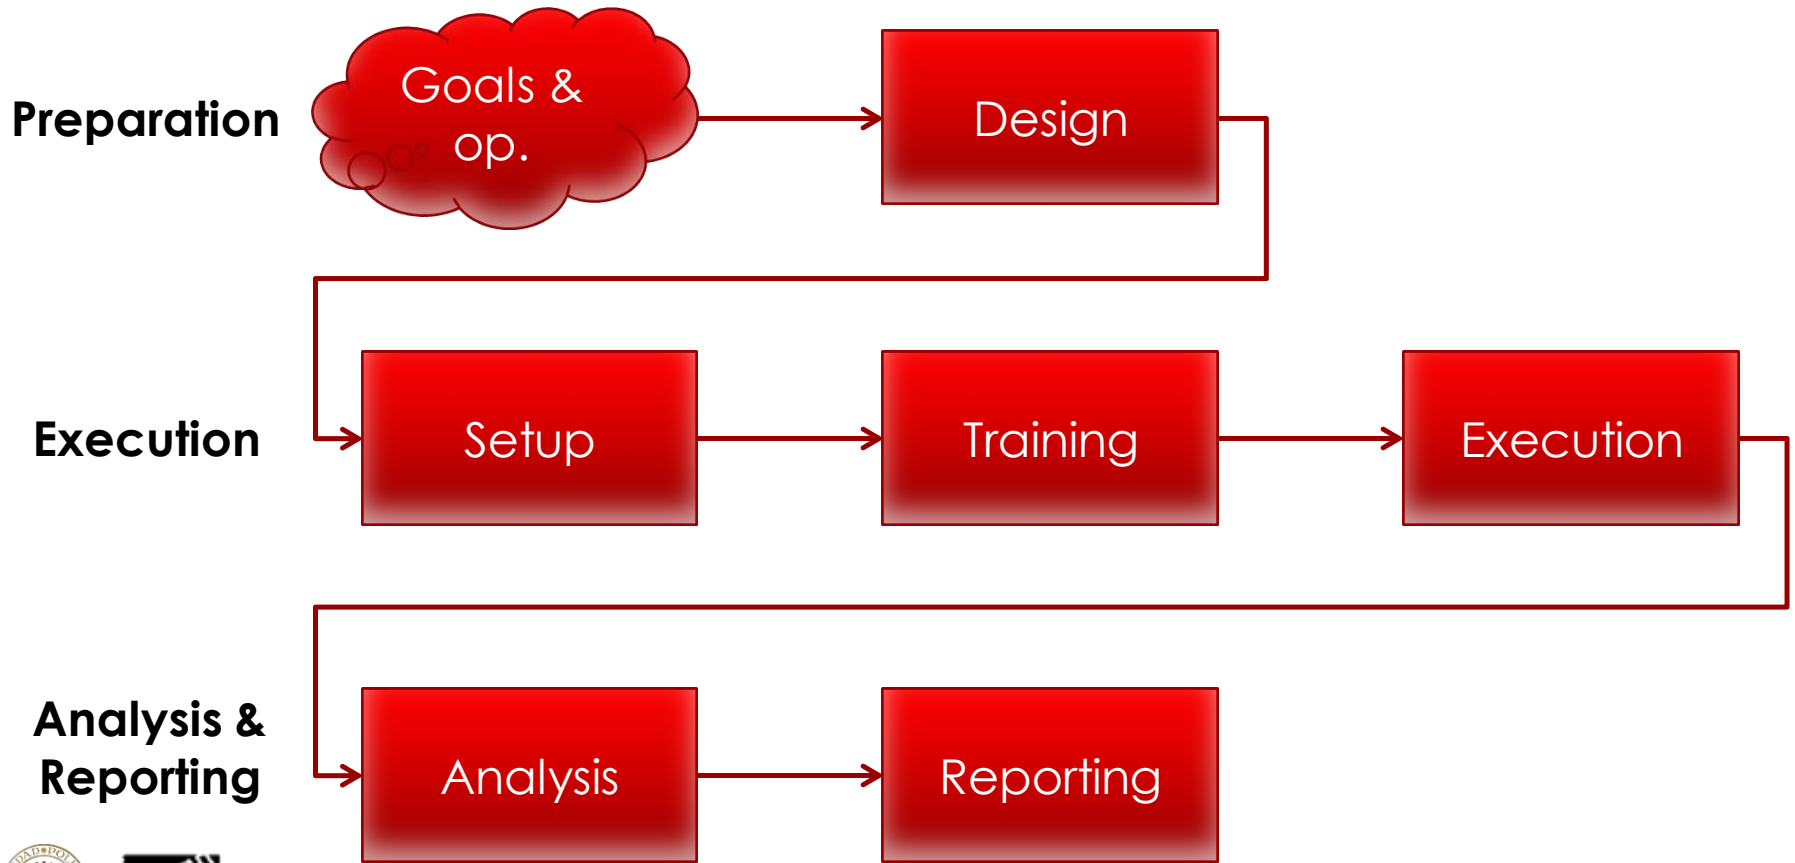 Preparation
Goals &
op.
Design
Execution
Setup
Training
Execution
Analysis &
Reporting
Analysis
Reporting